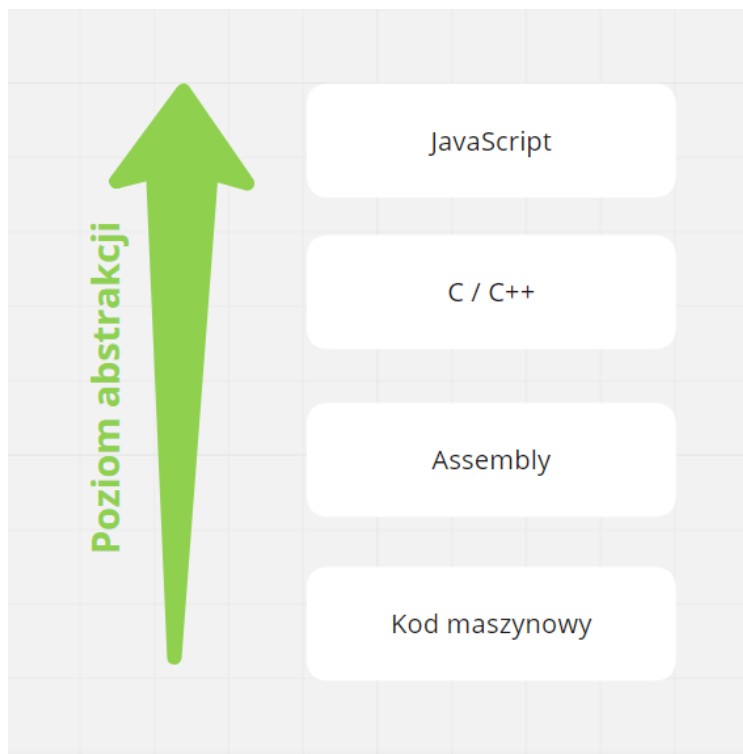 Poziom abstrakcji
JavaScript
C / C++
Assembly
Kod maszynowy